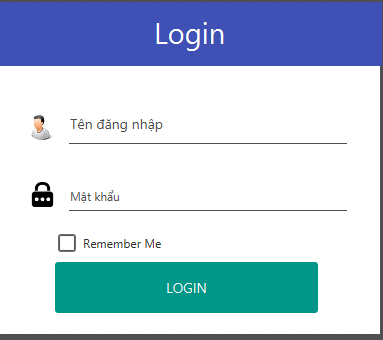 Login
Tên đăng nhập
Mật khẩu
Remember Me
LOGIN